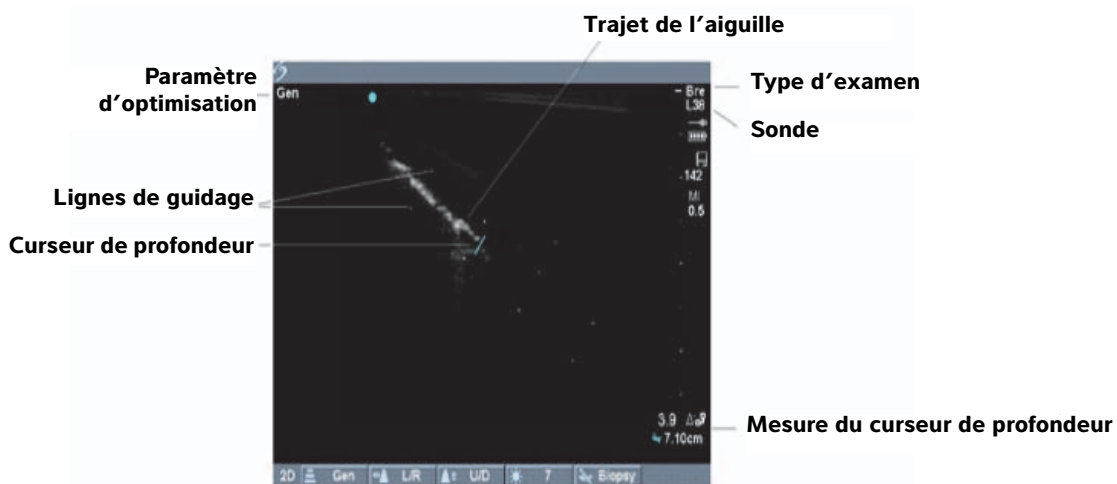 Trajet de l'aiguille
Paramètre
d'optimisation
Type d'examen
Sonde
Lignes de guidage
Curseur de profondeur
Mesure du curseur de profondeur
Gen
Bre
L38
142
MI
0.5
3.9
7.10cm
2D Gen L/R U/D 7 Biopsy